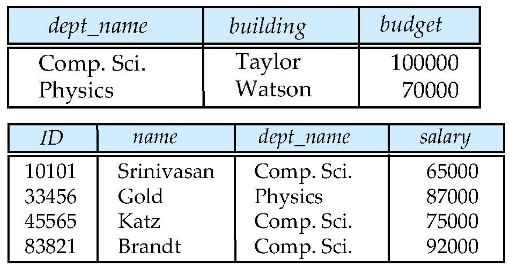 dept_name building budget
Comp. Sci. Taylor 100000
Physics Watson 70000
ID name dept_name salary
10101 Srinivasan Comp. Sci. 65000
33456 Gold Physics 87000
45565 Katz Comp. Sci. 75000
83821 Brandt Comp. Sci. 92000